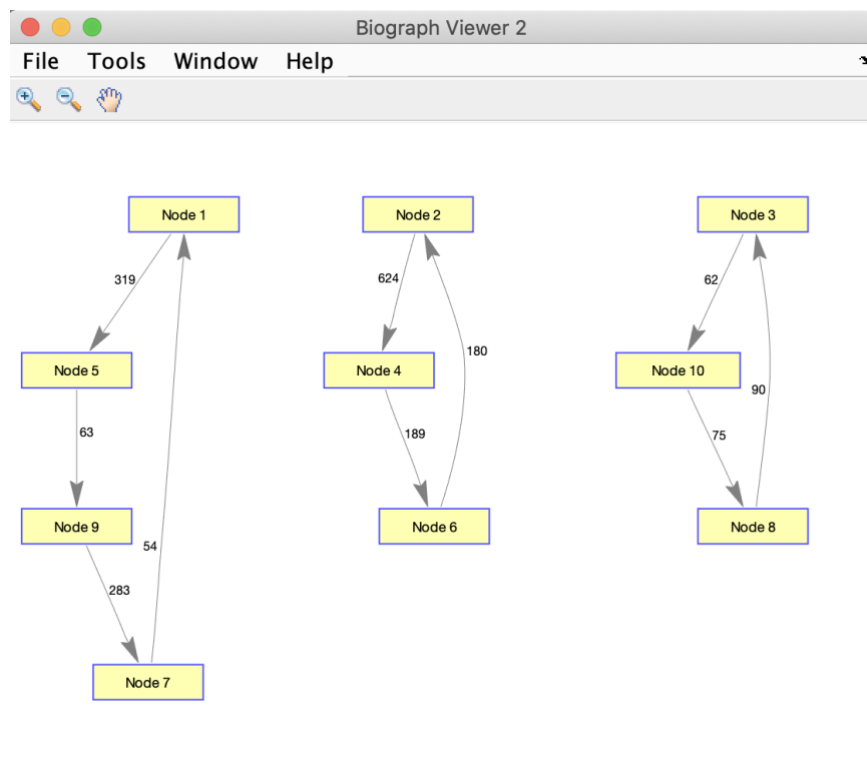 Biograph Viewer 2
File Tools Window Help
Node 1 Node 2 Node 3
319 624 62
180
Node 5 Node 4 Node 10
90
63 189 75
Node 9 Node 6 Node 8
54
283
Node 7